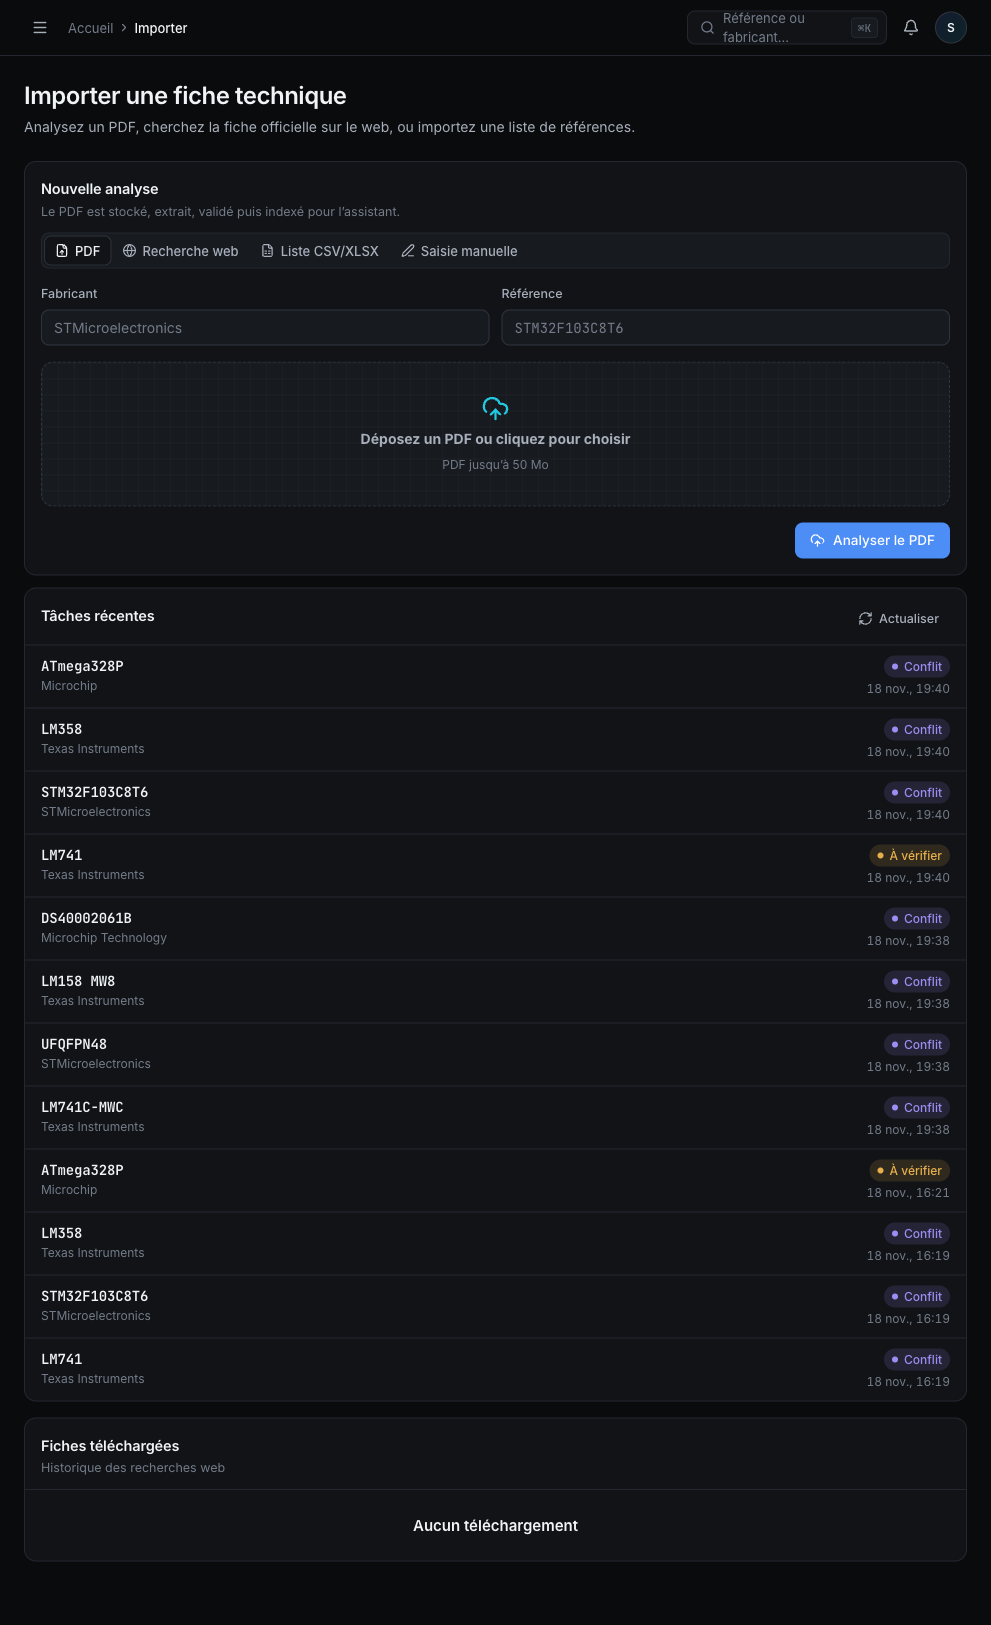 Accueil > Importer
Référence ou
fabricant...
⌘K
S
Importer une fiche technique
Analysez un PDF, cherchez la fiche officielle sur le web, ou importez une liste de références.
Nouvelle analyse
Le PDF est stocké, extrait, validé puis indexé pour l'assistant.
PDF
Recherche web
Liste CSV/XLSX
Saisie manuelle
Fabricant
Référence
STMicroelectronics
STM32F103C8T6
Déposez un PDF ou cliquez pour choisir
PDF jusqu'à 50 Mo
Analyser le PDF
Tâches récentes
Actualiser
ATmega328P
Conflit
Microchip
18 nov., 19:40
LM358
Conflit
Texas Instruments
18 nov., 19:40
STM32F103C8T6
Conflit
STMicroelectronics
18 nov., 19:40
LM741
À vérifier
Texas Instruments
18 nov., 19:40
DS40002061B
Conflit
Microchip Technology
18 nov., 19:38
LM158 MW8
Conflit
Texas Instruments
18 nov., 19:38
UFQFPN48
Conflit
STMicroelectronics
18 nov., 19:38
LM741C-MWC
Conflit
Texas Instruments
18 nov., 19:38
ATmega328P
À vérifier
Microchip
18 nov., 16:21
LM358
Conflit
Texas Instruments
18 nov., 16:19
STM32F103C8T6
Conflit
STMicroelectronics
18 nov., 16:19
LM741
Conflit
Texas Instruments
18 nov., 16:19
Fiches téléchargées
Historique des recherches web
Aucun téléchargement